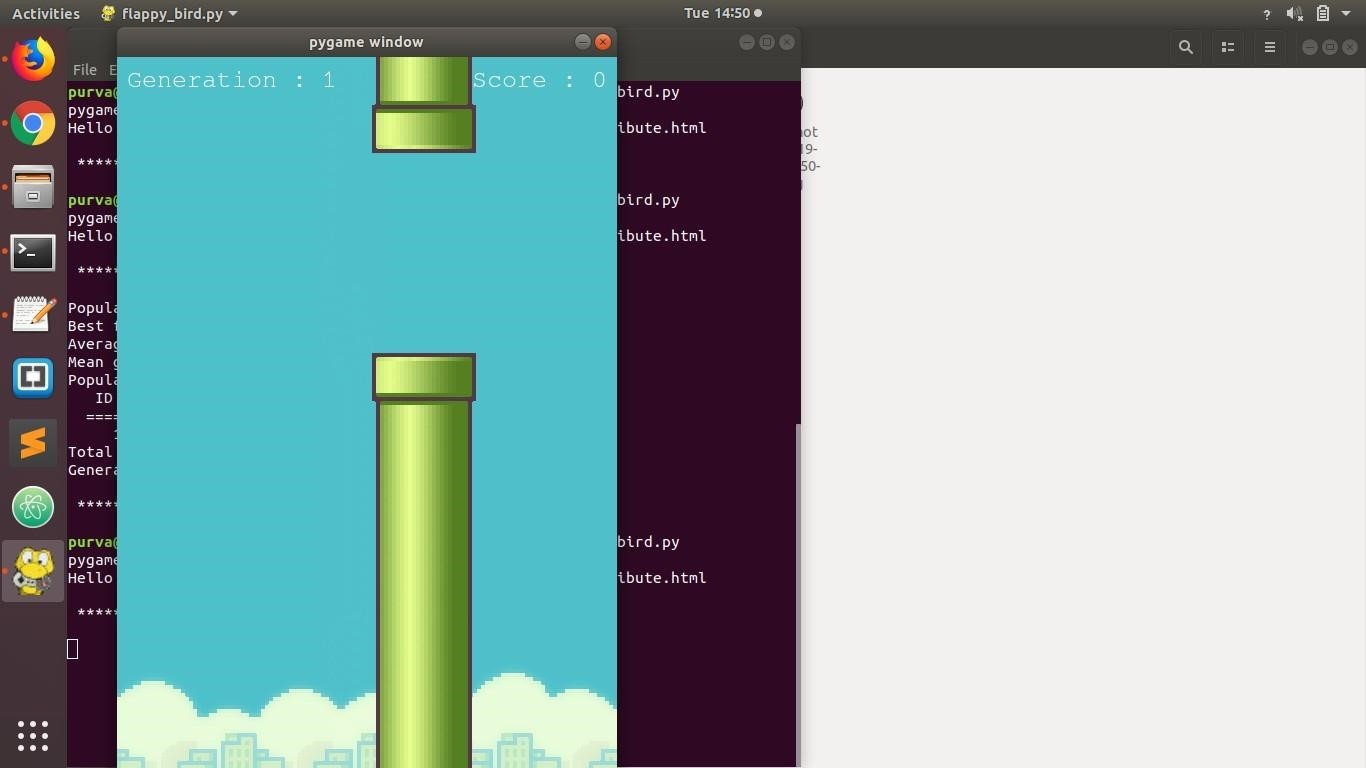 Activities
flappy_bird.py
Tue 14:50
?
pygame window
File
Generation : 1
Score : 0
purva@
bird.py
pygame
Hello
ibute.html
*****
purva@
bird.py
pygame
Hello
ibute.html
*****
Popula
Best
Averag
Mean g
Popula
ID
====
Total
Genera
*****
purva@
bird.py
pygame
Hello
ibute.html
*****
19-
50-